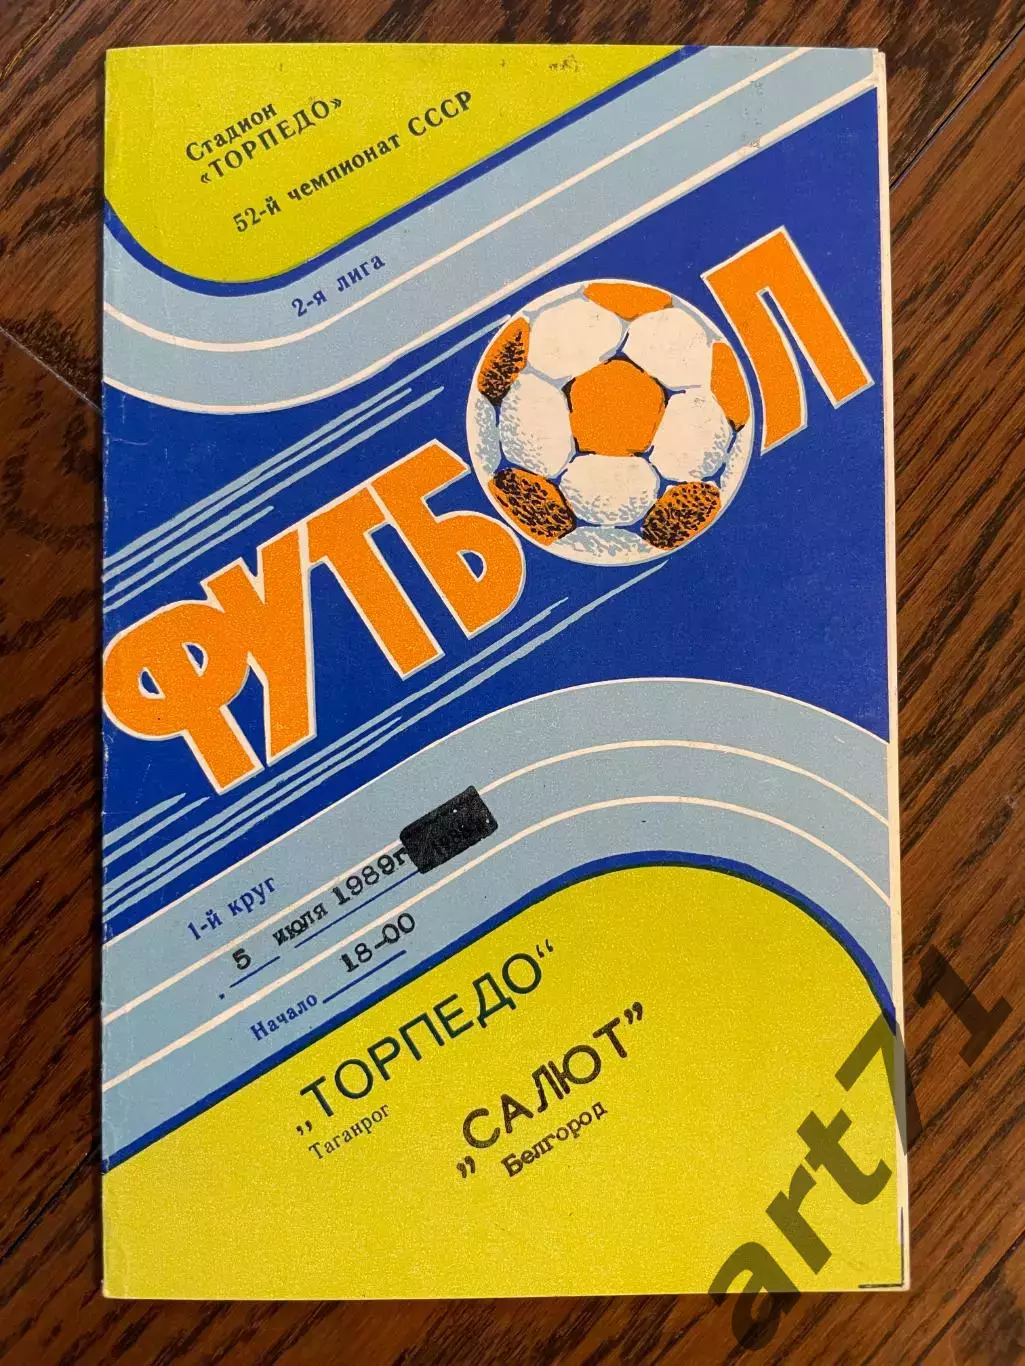 Стадион
«ТОРПЕДО»
52-й чемпионат СССР
2-я лига
ФУТБОЛ
1-й круг
5 июля 1989г
Начало 18-00
„ТОРПЕДО“
Таганрог
„САЛЮТ”
Белгород
art71